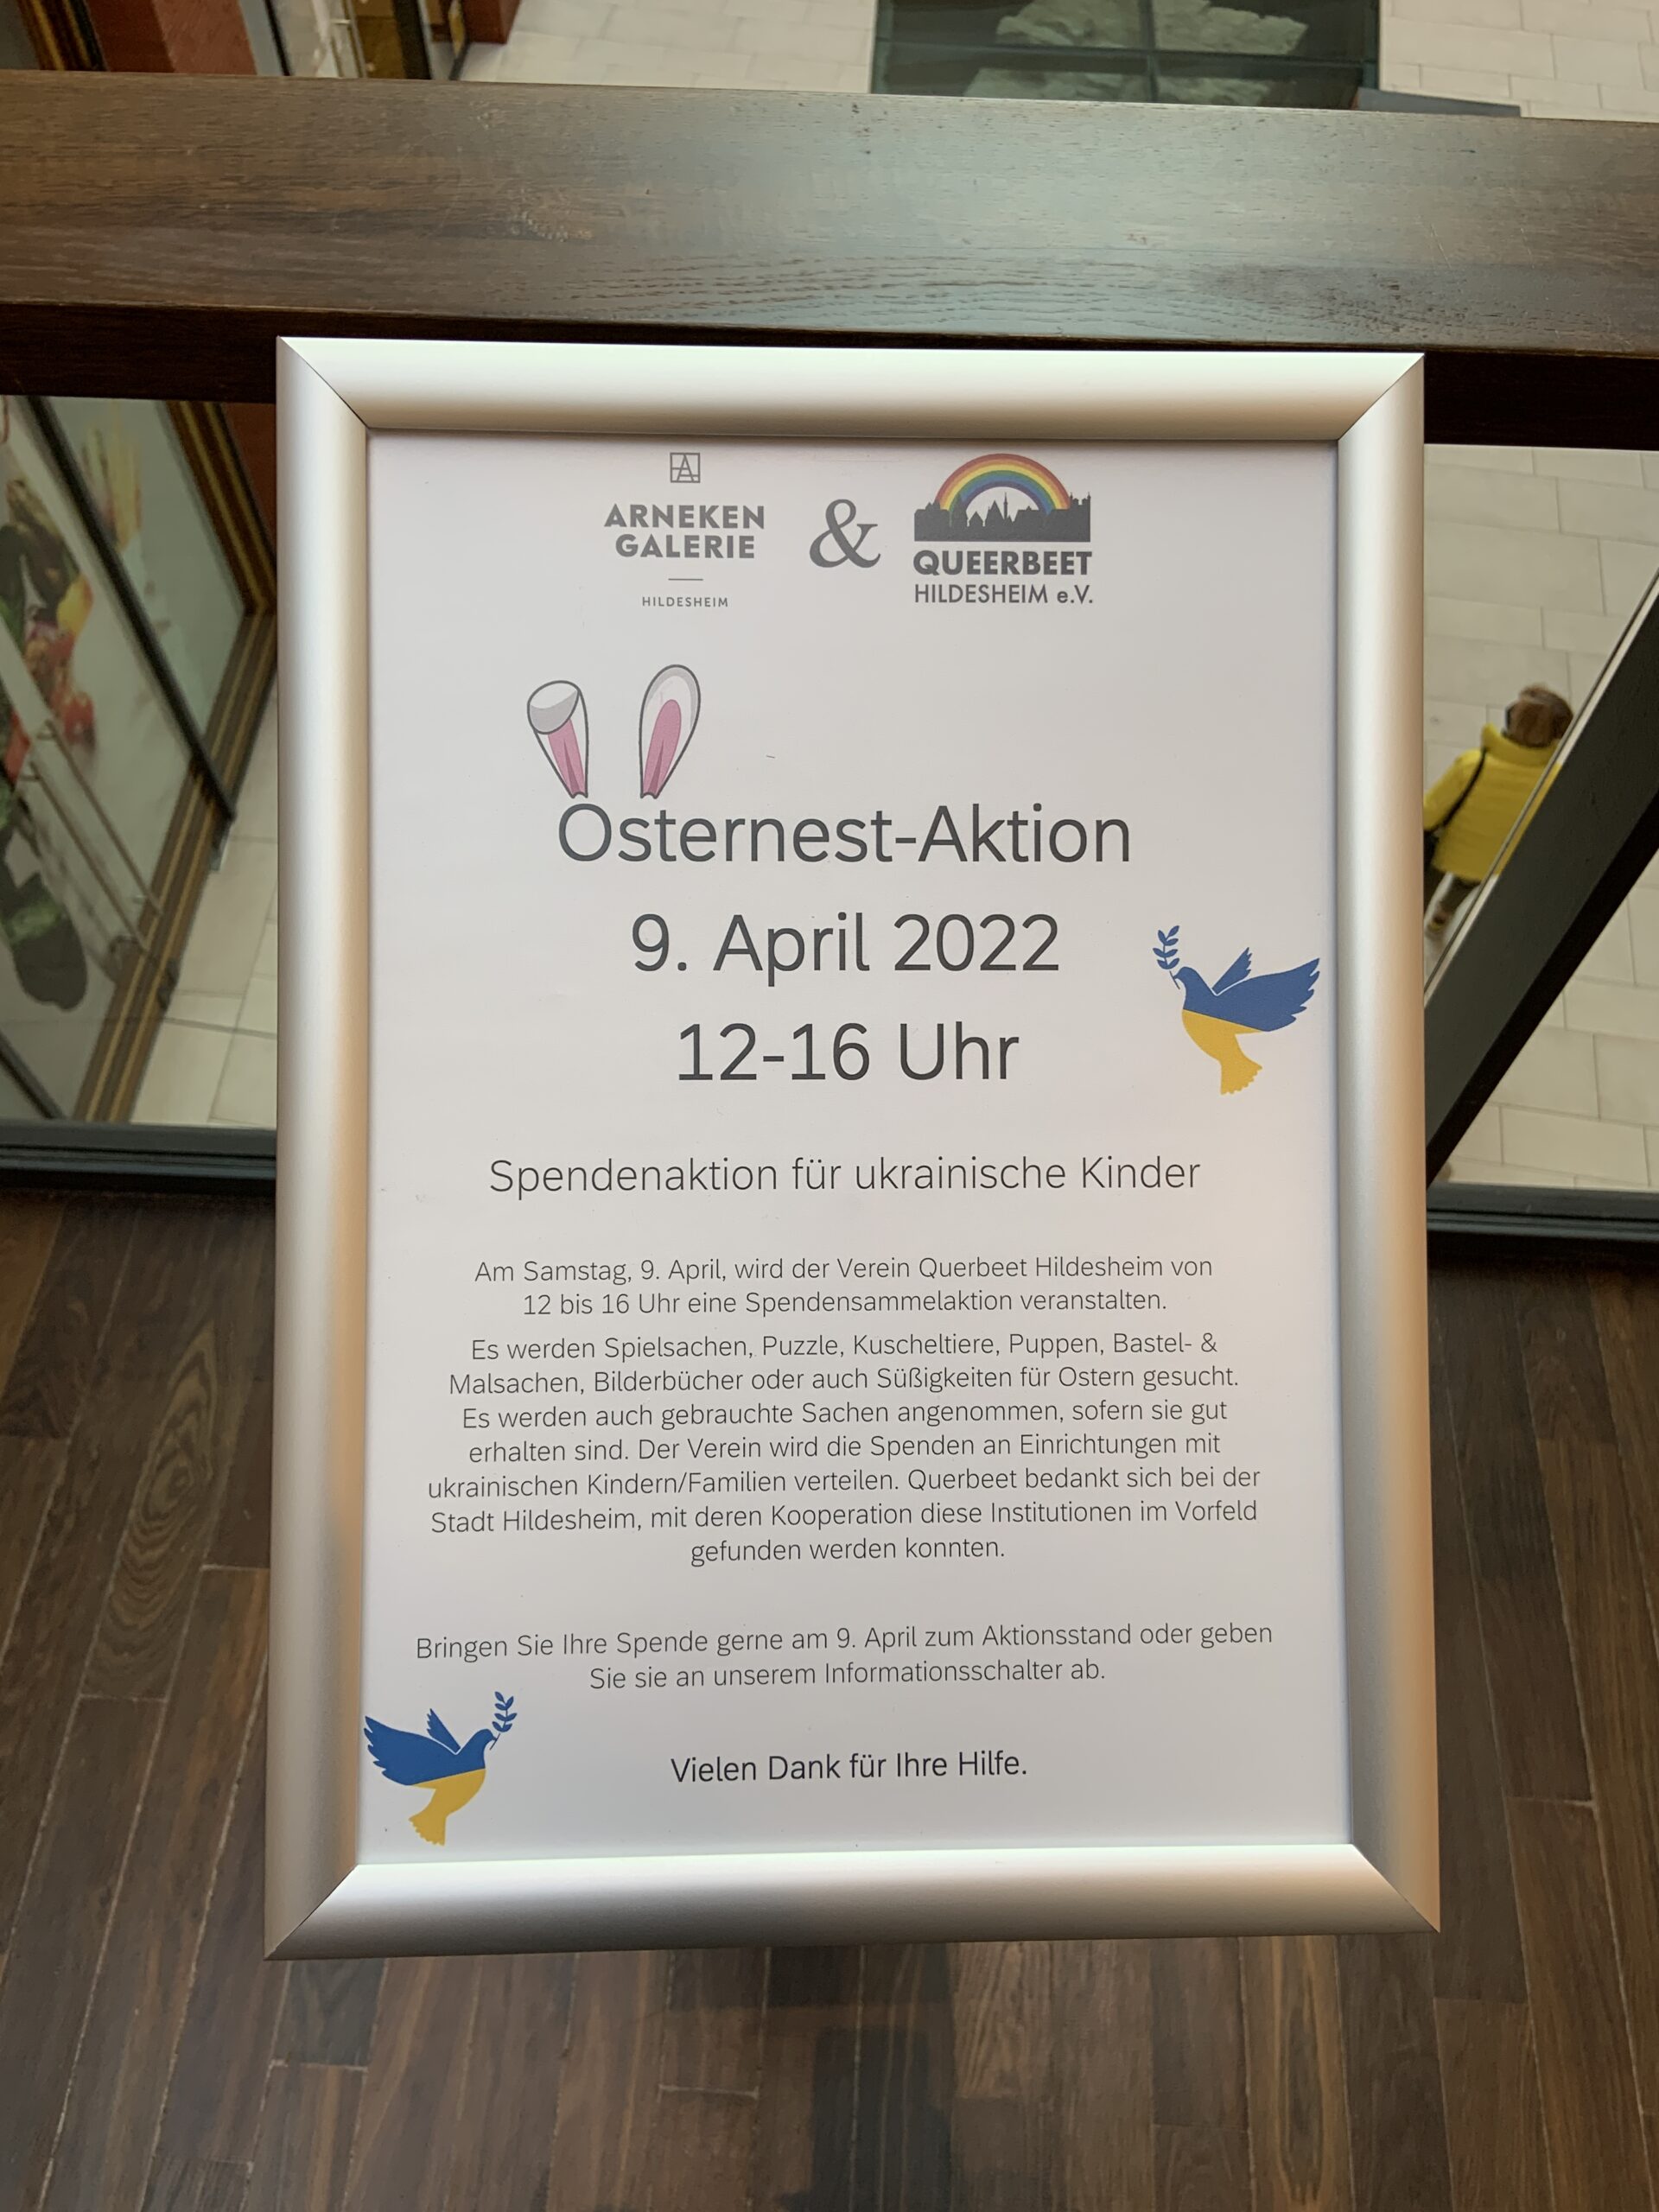 ARNEKEN
GALERIE
HILDESHEIM
&
QUEERBEET
HILDESHEIM e.V.
Osternest-Aktion
9. April 2022
12-16 Uhr
Spendenaktion für ukrainische Kinder
Am Samstag, 9. April, wird der Verein Querbeet Hildesheim von
12 bis 16 Uhr eine Spendensammelaktion veranstalten.
Es werden Spielsachen, Puzzle, Kuscheltiere, Puppen, Bastel- &
Malsachen, Bilderbücher oder auch Süßigkeiten für Ostern gesucht.
Es werden auch gebrauchte Sachen angenommen, sofern sie gut
erhalten sind. Der Verein wird die Spenden an Einrichtungen mit
ukrainischen Kindern/Familien verteilen. Querbeet bedankt sich bei der
Stadt Hildesheim, mit deren Kooperation diese Institutionen im Vorfeld
gefunden werden konnten.
Bringen Sie Ihre Spende gerne am 9. April zum Aktionsstand oder geben
Sie sie an unserem Informationsschalter ab.
Vielen Dank für Ihre Hilfe.